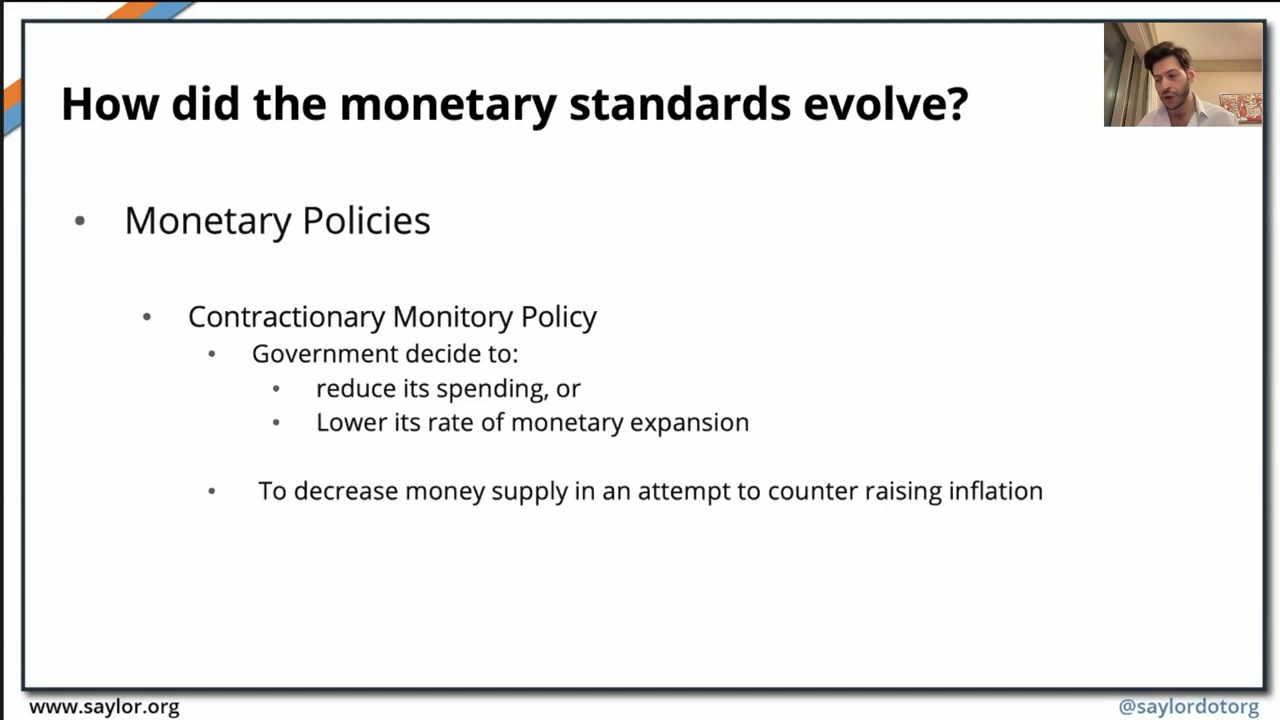 How did the monetary standards evolve?
• Monetary Policies
• Contractionary Monitory Policy
• Government decide to:
• reduce its spending, or
• Lower its rate of monetary expansion
• To decrease money supply in an attempt to counter raising inflation
www.saylor.org
@saylordotorg